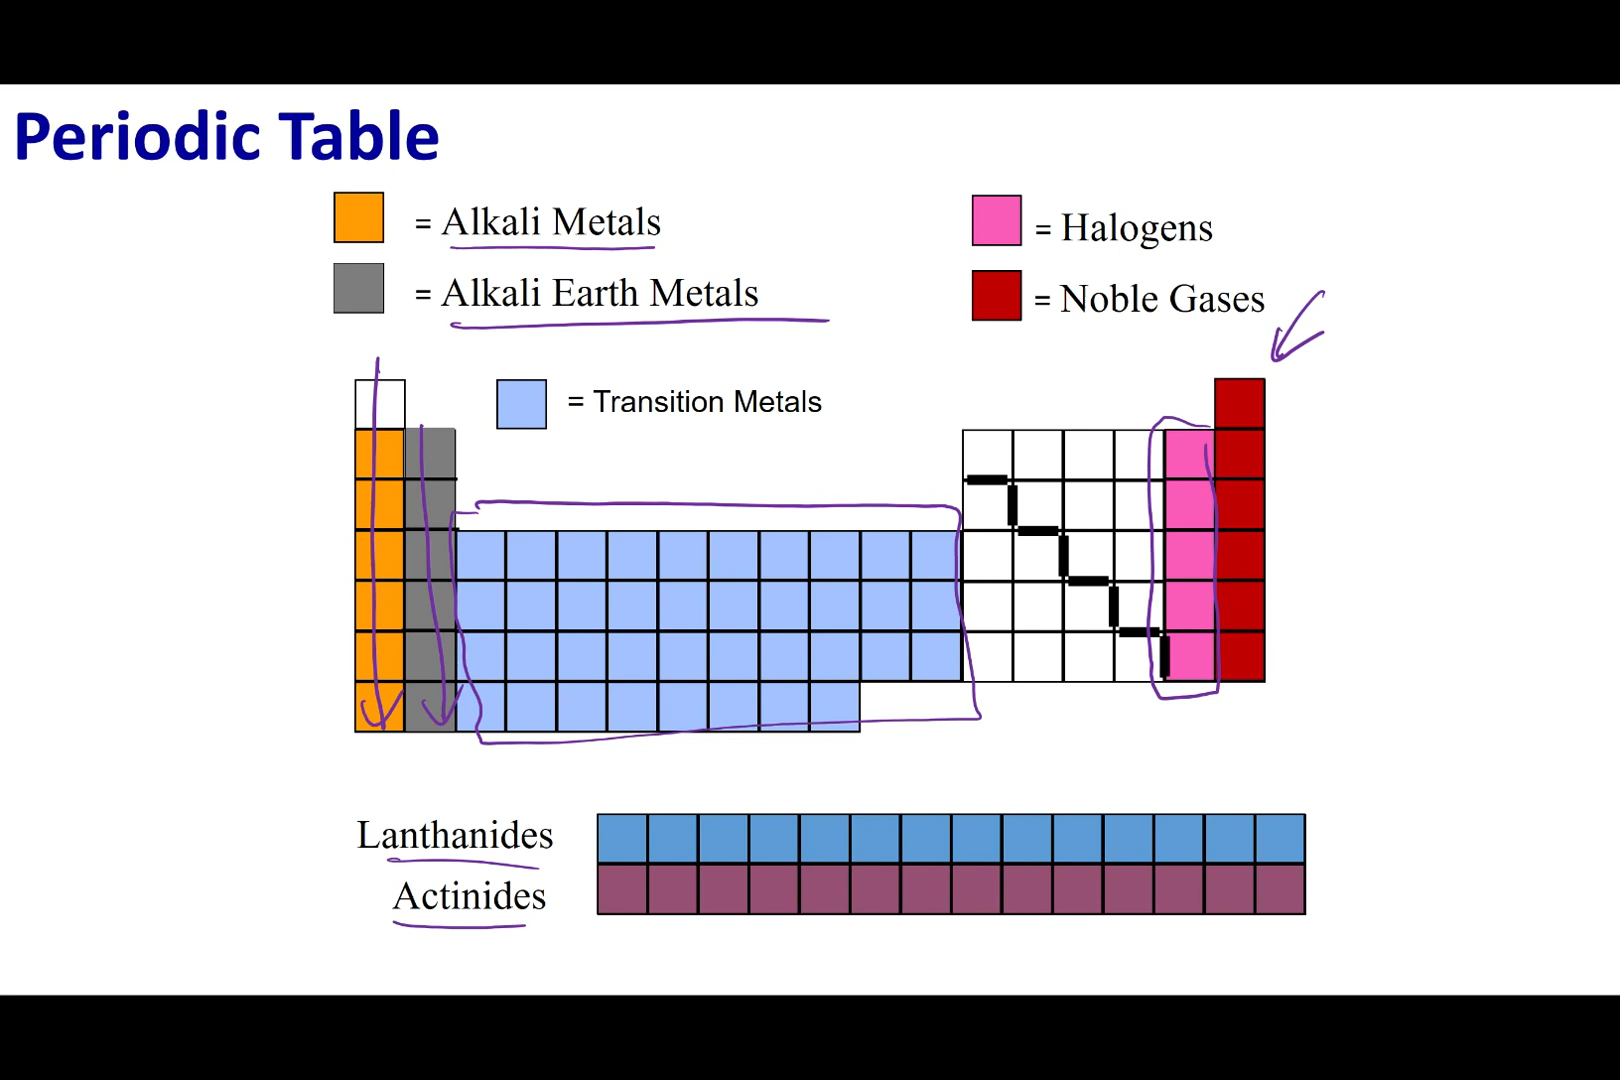 Periodic Table
= Alkali Metals
= Halogens
= Alkali Earth Metals
= Noble Gases
= Transition Metals
Lanthanides
Actinides